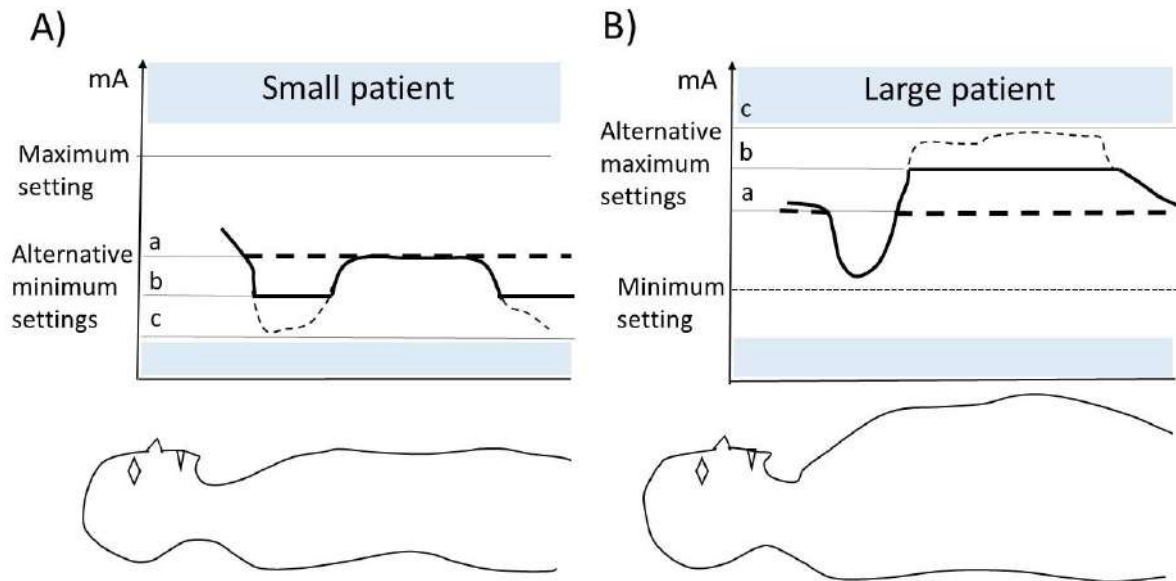 A)
mA
Small patient
Maximum
setting
a
Alternative
minimum
settings
b
c
B)
mA
Large patient
c
Alternative
maximum
settings
b
a
Minimum
setting